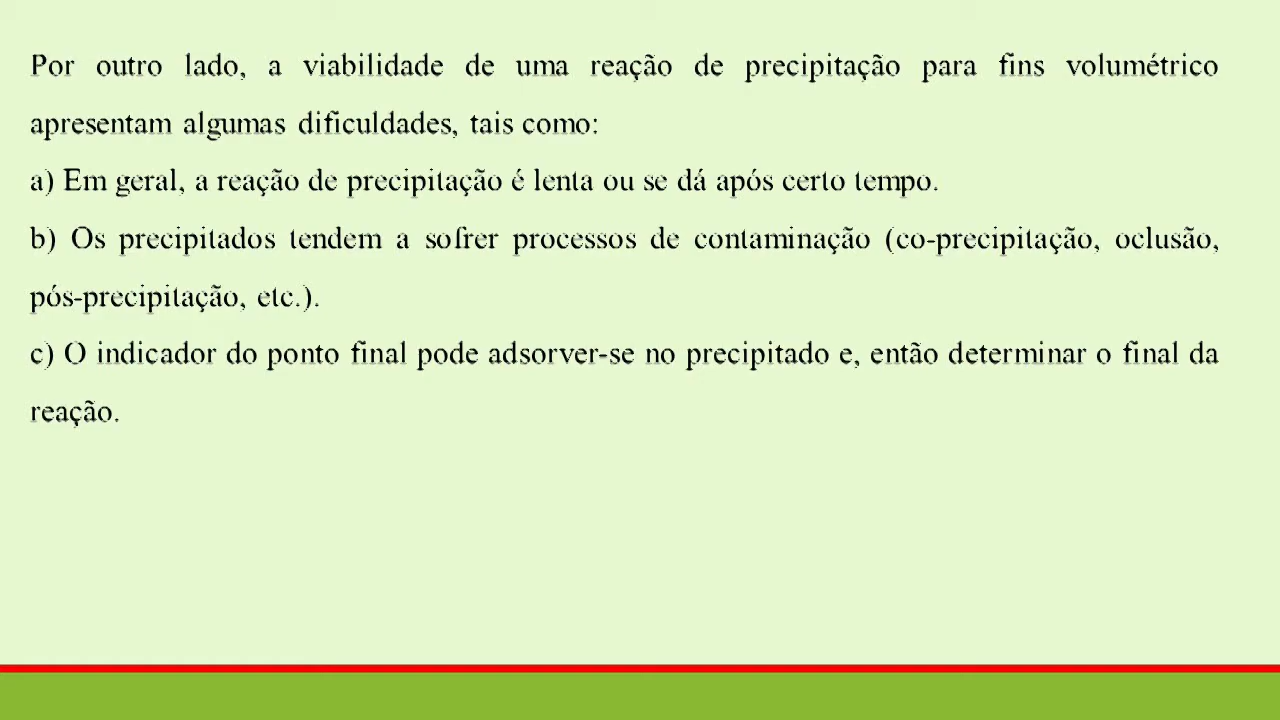 Por outro lado, a viabilidade de uma reação de precipitação para fins volumétrico
apresentam algumas dificuldades, tais como:
a) Em geral, a reação de precipitação é lenta ou se dá após certo tempo.
b) Os precipitados tendem a sofrer processos de contaminação (co-precipitação, oclusão,
pós-precipitação, etc.).
c) O indicador do ponto final pode adsorver-se no precipitado e, então determinar o final da
reação.